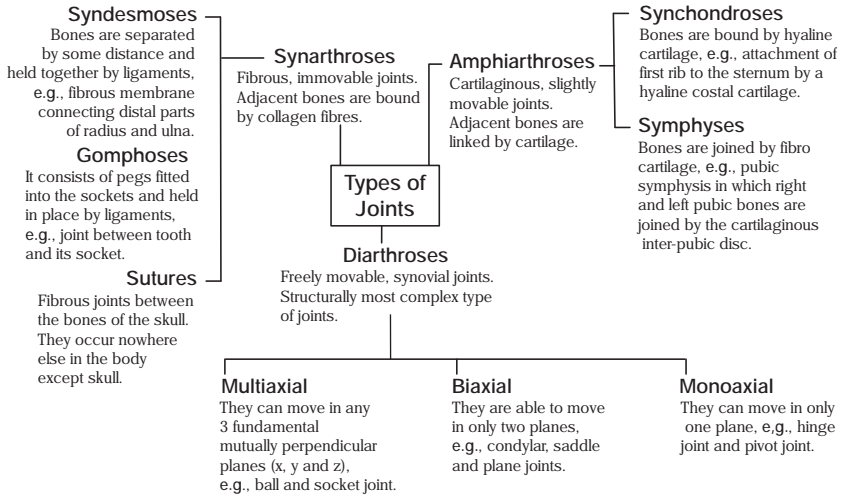 Syndesmoses
Bones are separated
by some distance and
held together by ligaments,
e.g., fibrous membrane
connecting distal parts
of radius and ulna.
Gomphoses
It consists of pegs fitted
into the sockets and held
in place by ligaments,
e.g., joint between tooth
and its socket.
Sutures
Fibrous joints between
the bones of the skull.
They occur nowhere
else in the body
except skull.
Synarthroses
Fibrous, immovable joints.
Adjacent bones are bound
by collagen fibres.
Amphiarthroses
Cartilaginous, slightly
movable joints.
Adjacent bones are
linked by cartilage.
Synchondroses
Bones are bound by hyaline
cartilage, e.g., attachment of
first rib to the sternum by a
hyaline costal cartilage.
Symphyses
Bones are joined by fibro
cartilage, e.g., pubic
symphysis in which right
and left pubic bones are
joined by the cartilaginous
inter-pubic disc.
Types of
Joints
Diarthroses
Freely movable, synovial joints.
Structurally most complex type
of joints.
Multiaxial
They can move in any
3 fundamental
mutually perpendicular
planes (x, y and z),
e.g., ball and socket joint.
Biaxial
They are able to move
in only two planes,
e.g., condylar, saddle
and plane joints.
Monoaxial
They can move in only
one plane, e,g., hinge
joint and pivot joint.